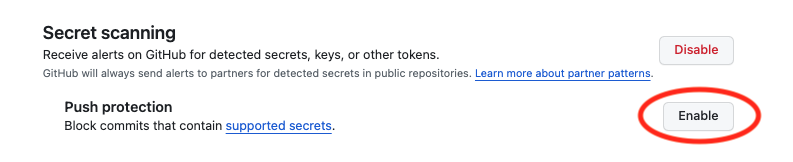 Secret scanning
Receive alerts on GitHub for detected secrets, keys, or other tokens.
Disable
GitHub will always send alerts to partners for detected secrets in public repositories. Learn more about partner patterns.
Push protection
Enable
Block commits that contain supported secrets.